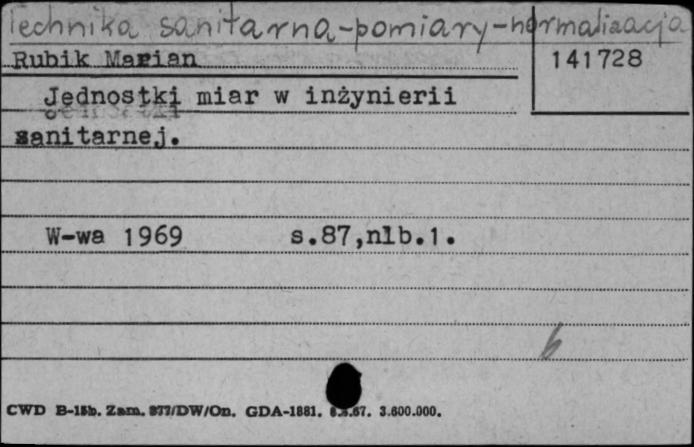 Technika sanitarna-pomiary-normalizacja
Rubik Marian
141728
Jednostki miar w inżynierii
sanitarnej.
W-wa 1969 s.87,nlb.1.
b
CWD B-15b. Zam. 877/DW/On. GDA-1881. 67. 3.600.000.